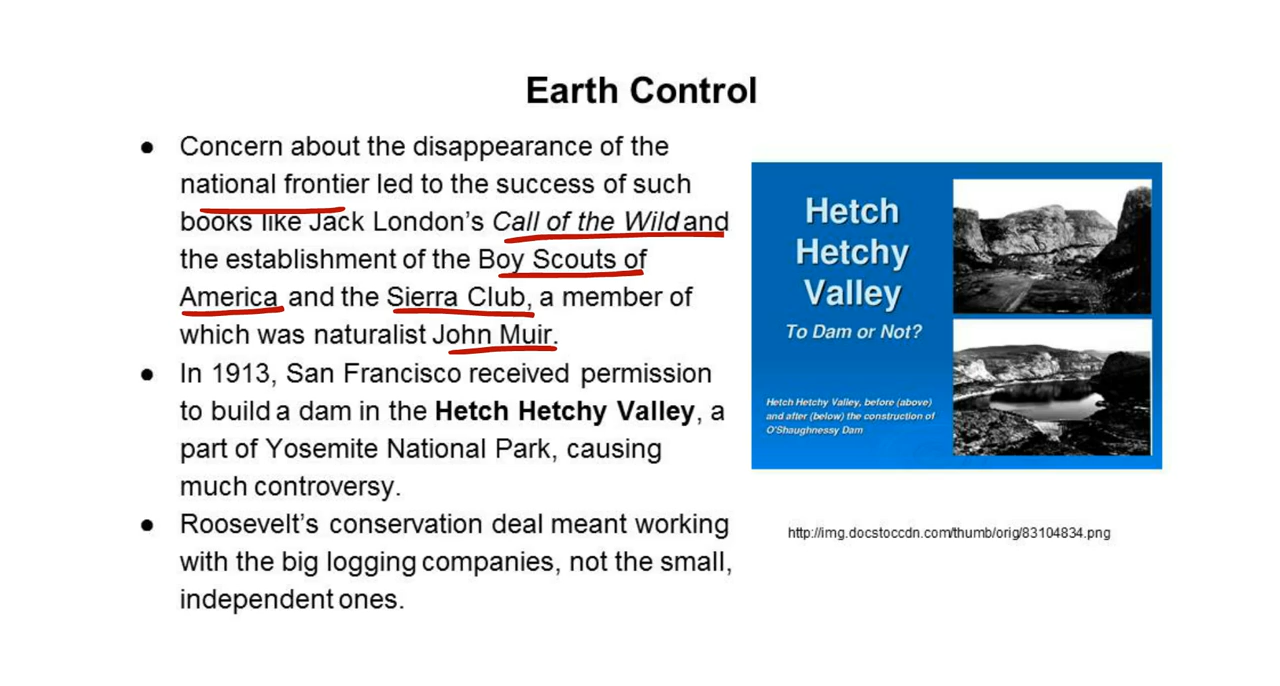 Earth Control
● Concern about the disappearance of the
national frontier led to the success of such
books like Jack London's Call of the Wild and
the establishment of the Boy Scouts of
America and the Sierra Club, a member of
which was naturalist John Muir.
● In 1913, San Francisco received permission
to build a dam in the Hetch Hetchy Valley, a
part of Yosemite National Park, causing
much controversy.
● Roosevelt's conservation deal meant working
with the big logging companies, not the small,
independent ones.
Hetch
Hetchy
Valley
To Dam or Not?
Hetch Hetchy Valley, before (above)
and after (below) the construction of
O'Shaughnessy Dam
http://img.docstoccdn.com/thumb/orig/83104834.png